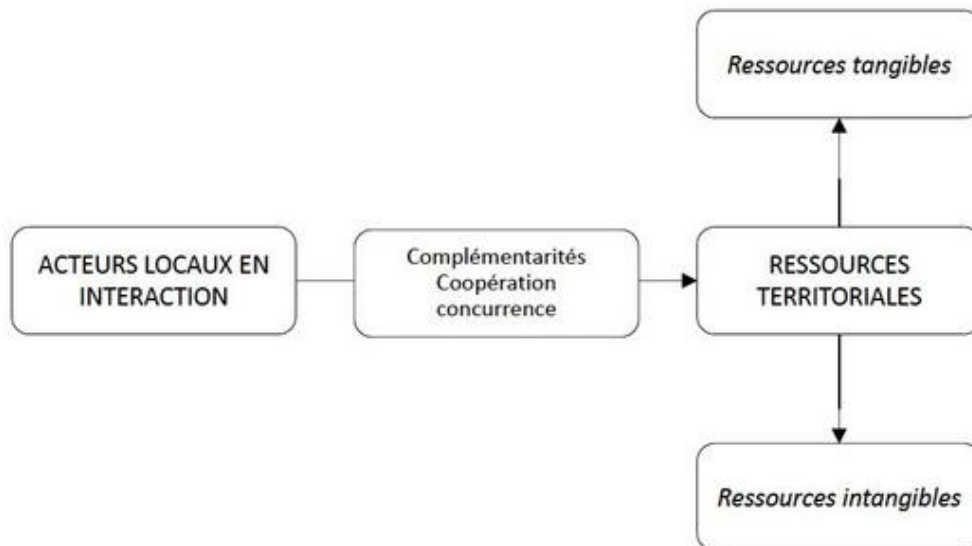 Ressources tangibles
ACTEURS LOCAUX EN
INTERACTION
Complémentarités
Coopération
concurrence
RESSOURCES
TERRITORIALES
Ressources intangibles